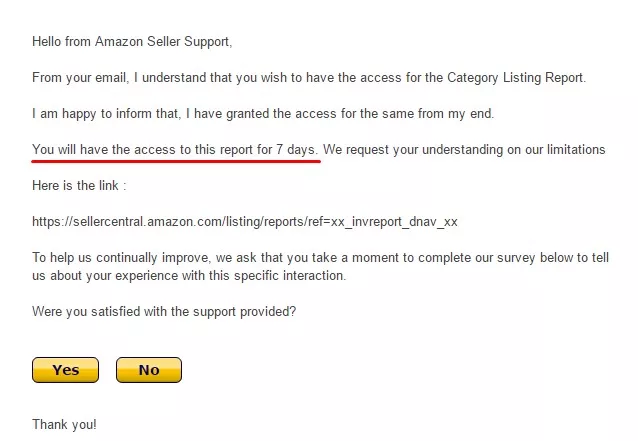 Hello from Amazon Seller Support,
From your email, I understand that you wish to have the access for the Category Listing Report.
I am happy to inform that, I have granted the access for the same from my end.
You will have the access to this report for 7 days. We request your understanding on our limitations
Here is the link :
https://sellercentral.amazon.com/listing/reports/ref=xx_invreport_dnav_xx
To help us continually improve, we ask that you take a moment to complete our survey below to tell
us about your experience with this specific interaction.
Were you satisfied with the support provided?
Yes No
Thank you!